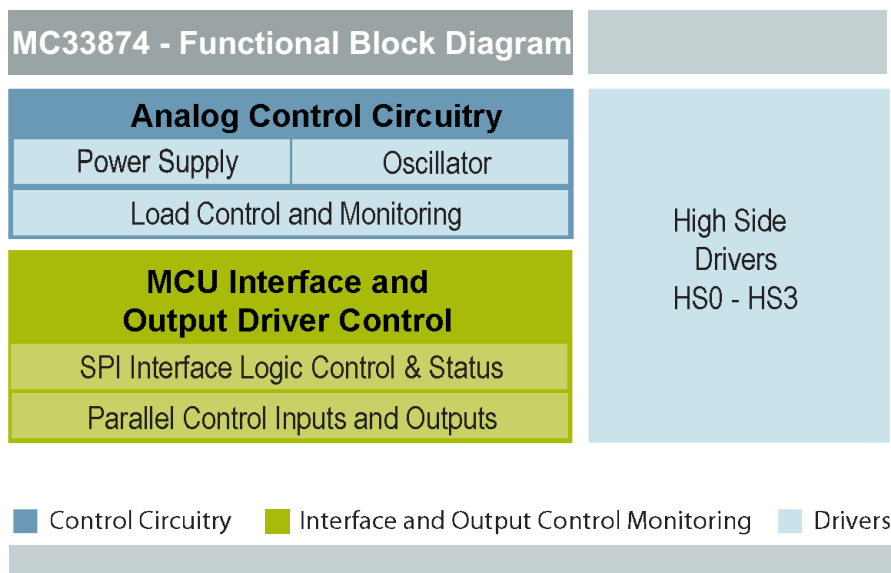 MC33874 - Functional Block Diagram
Analog Control Circuitry
Power Supply
Oscillator
Load Control and Monitoring
MCU Interface and
Output Driver Control
SPI Interface Logic Control & Status
Parallel Control Inputs and Outputs
High Side
Drivers
HS0 - HS3
Control Circuitry
Interface and Output Control Monitoring
Drivers